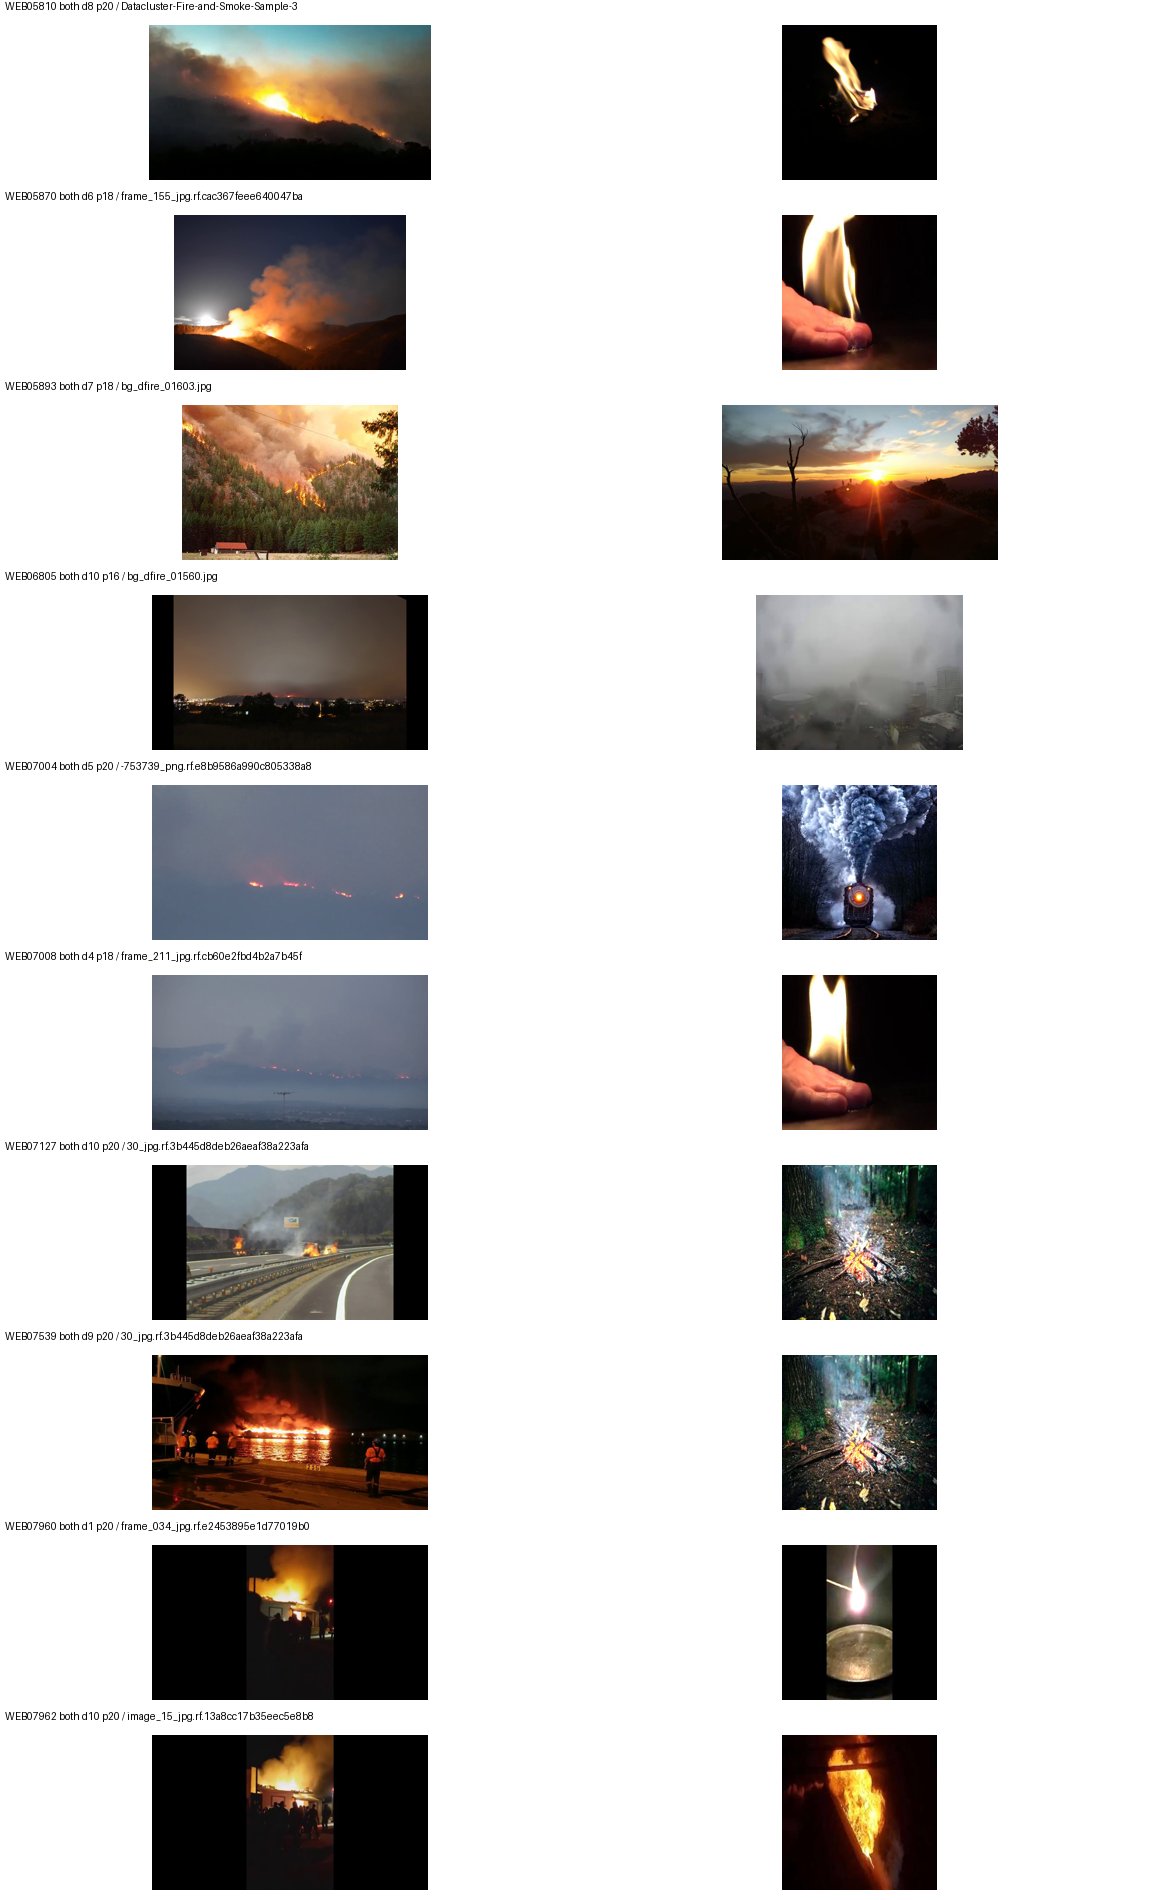 WEB05810 both d8 p20 / Datacluster-Fire-and-Smoke-Sample-3
WEB05870 both d6 p18 / frame_155_jpg.rf.cac367feee640047ba
WEB05893 both d7 p18 / bg_dfire_01603.jpg
WEB06805 both d10 p16 / bg_dfire_01560.jpg
WEB07004 both d5 p20 / -753739_png.rf.e8b9586a990c805338a8
WEB07008 both d4 p18 / frame_211_jpg.rf.cb60e2fbd4b2a7b45f
WEB07127 both d10 p20 / 30_jpg.rf.3b445d8deb26aeaf38a223afa
WEB07539 both d9 p20 / 30_jpg.rf.3b445d8deb26aeaf38a223afa
WEB07960 both d1 p20 / frame_034_jpg.rf.e2453895e1d77019b0
WEB07962 both d10 p20 / image_15_jpg.rf.13a8cc17b35eec5e8b8